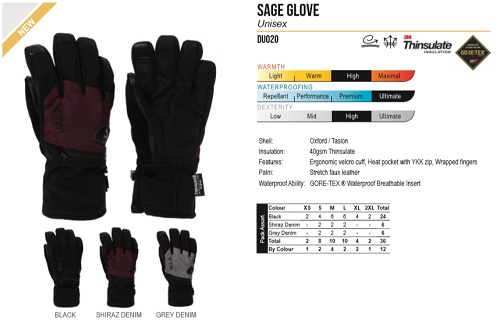 NEW
SAGE GLOVE
Unisex
DU020
3M
Thinsulate
INSULATION
GORE-TEX
WARMTH
Light Warm High Maximal
WATERPROOFING
Repellant Performance Premium Ultimate
DEXTERITY
Low Mid High Ultimate
Shell: Oxford / Taslon
Insulation: 40gsm Thinsulate
Features: Ergonomic velcro cuff, Heat pocket with YKK zip, Wrapped fingers
Palm: Stretch faux leather
Waterproof Ability: GORE-TEX ® Waterproof Breathable Insert
Pack Assort.
Colour XS S M L XL 2XL Total
Black 2 4 6 6 4 2 24
Shiraz Denim - 2 2 2 - - 6
Grey Denim - 2 2 2 - - 6
Total 2 8 10 10 4 2 36
By Colour 1 2 4 2 2 1 12
BLACK SHIRAZ DENIM GREY DENIM